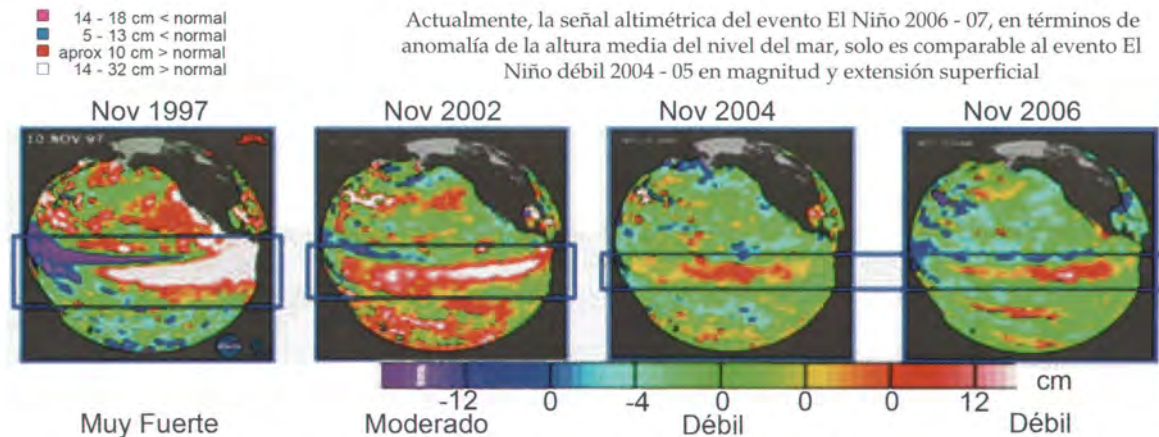 14 - 18 cm < normal
5 - 13 cm < normal
aprox 10 cm > normal
14 - 32 cm > normal
Actualmente, la señal altimétrica del evento El Niño 2006 - 07, en términos de
anomalía de la altura media del nivel del mar, solo es comparable al evento El
Niño débil 2004 - 05 en magnitud y extensión superficial
Nov 1997 Nov 2002 Nov 2004 Nov 2006
10 NOV 97
-12 0 -4 0 0 0 12 cm
Muy Fuerte Moderado Débil Débil